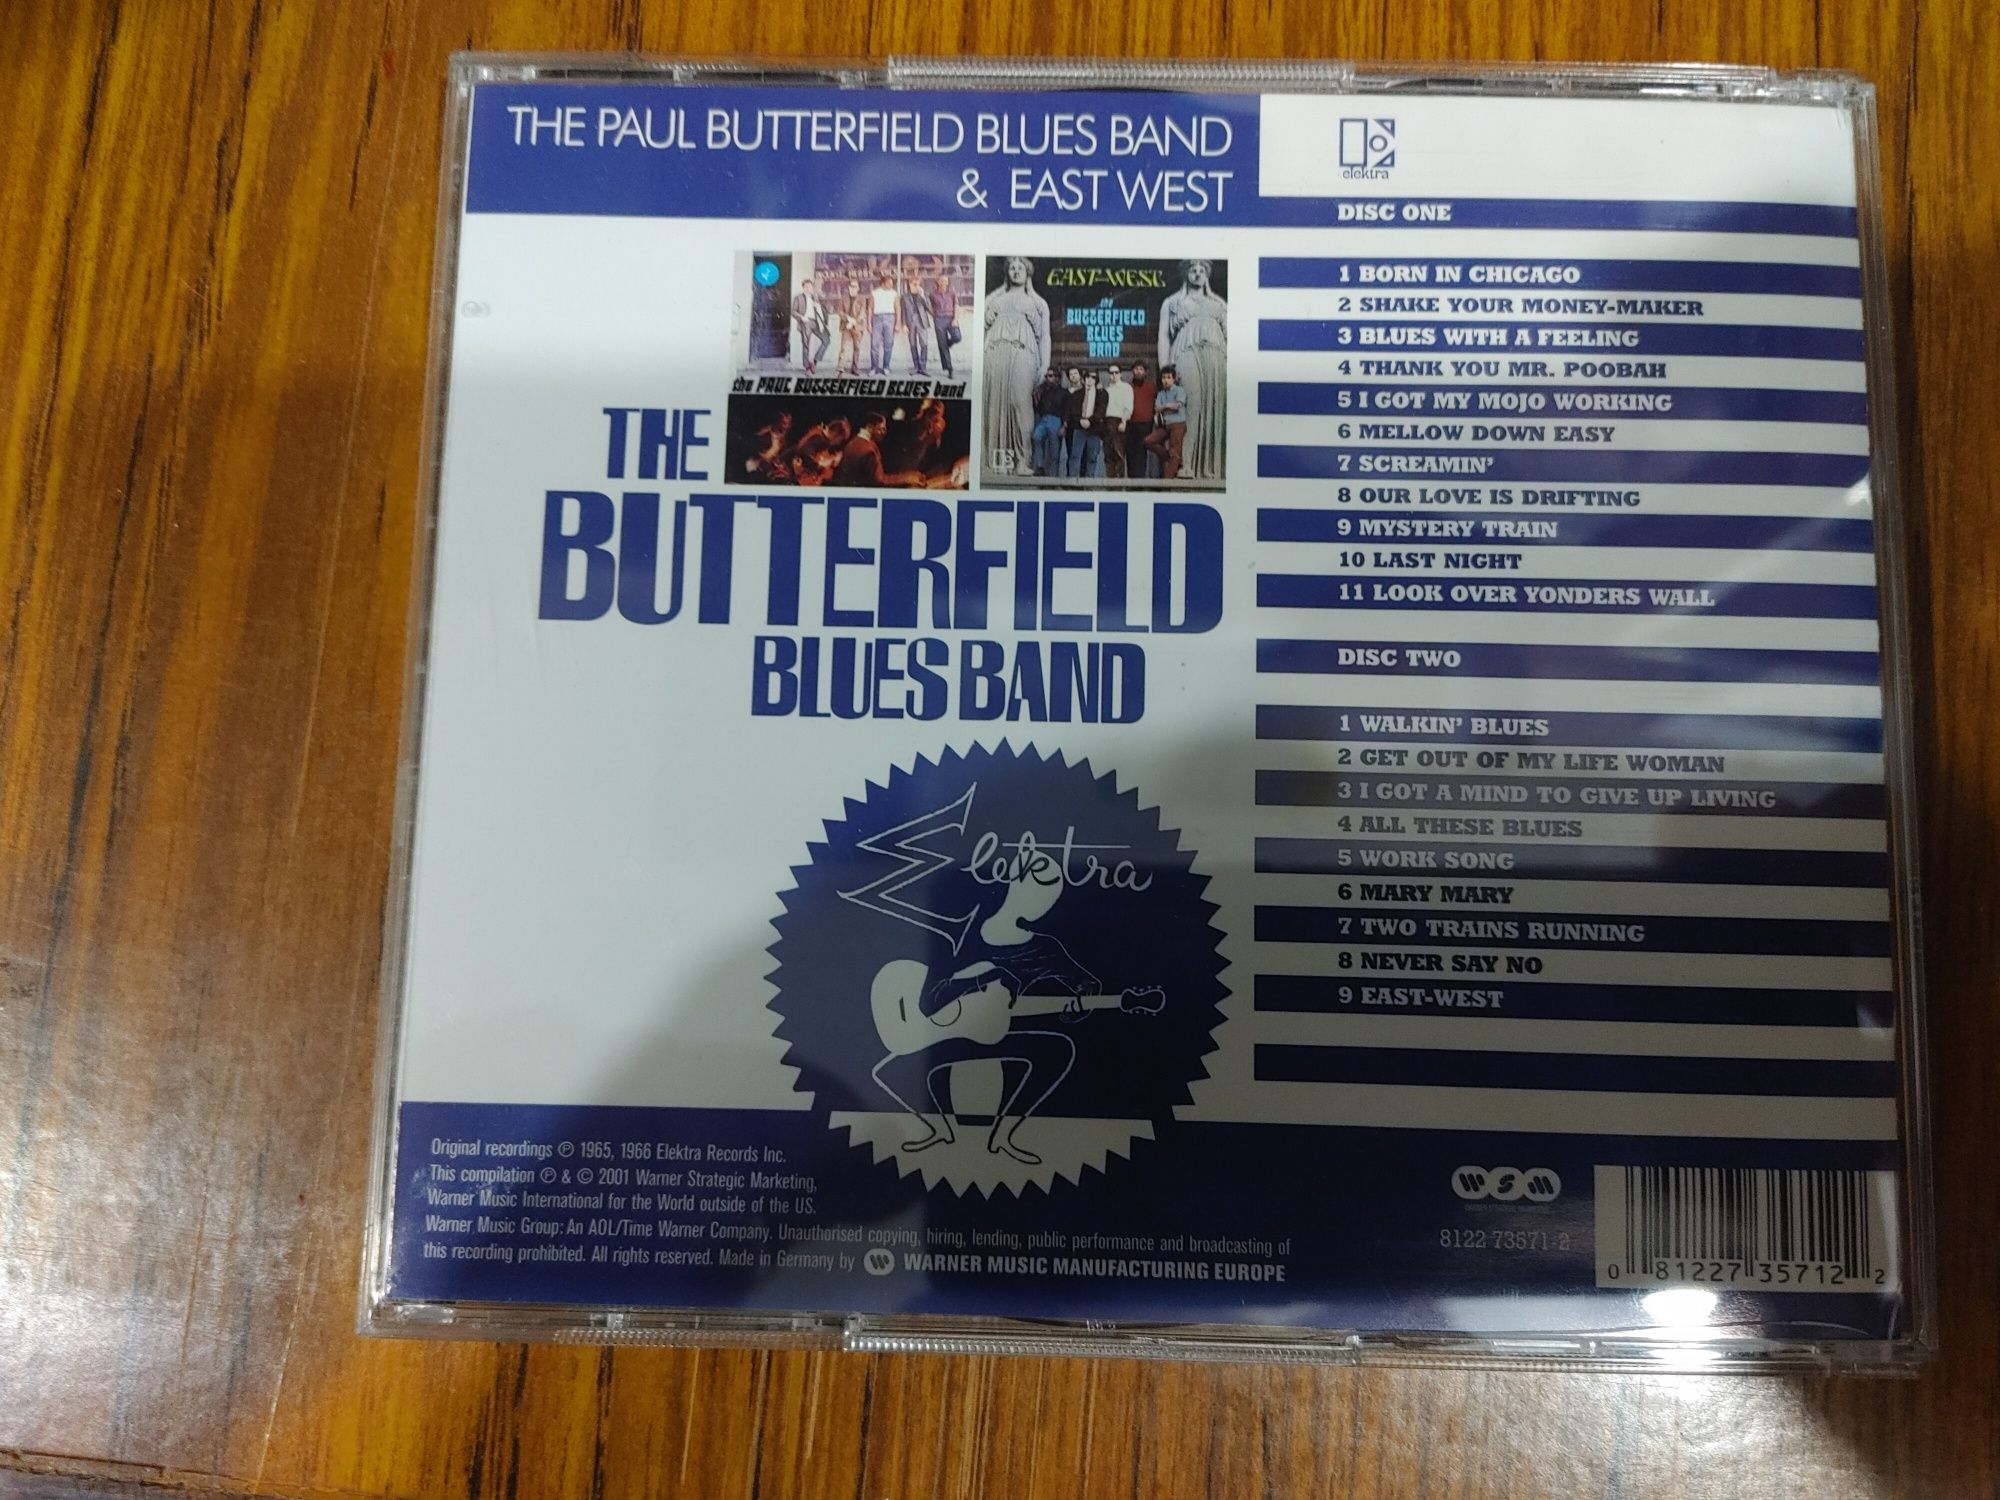 THE PAUL BUTTERFIELD BLUES BAND
& EAST WEST
elektra
the PAUL BUTTERFIELD BLUES band
EAST-WEST
the
BUTTERFIELD
BLUES
BAND
THE
BUTTERFIELD
BLUES BAND
Elektra
DISC ONE
1 BORN IN CHICAGO
2 SHAKE YOUR MONEY-MAKER
3 BLUES WITH A FEELING
4 THANK YOU MR. POOBAH
5 I GOT MY MOJO WORKING
6 MELLOW DOWN EASY
7 SCREAMIN'
8 OUR LOVE IS DRIFTING
9 MYSTERY TRAIN
10 LAST NIGHT
11 LOOK OVER YONDERS WALL
DISC TWO
1 WALKIN' BLUES
2 GET OUT OF MY LIFE WOMAN
3 I GOT A MIND TO GIVE UP LIVING
4 ALL THESE BLUES
5 WORK SONG
6 MARY MARY
7 TWO TRAINS RUNNING
8 NEVER SAY NO
9 EAST-WEST
Original recordings ℗ 1965, 1966 Elektra Records Inc.
This compilation ℗ & © 2001 Warner Strategic Marketing,
Warner Music International for the World outside of the US.
Warner Music Group: An AOL/Time Warner Company. Unauthorised copying, hiring, lending, public performance and broadcasting of
this recording prohibited. All rights reserved. Made in Germany by WARNER MUSIC MANUFACTURING EUROPE
WSM
8122 73571-2
0 81227 35712 2